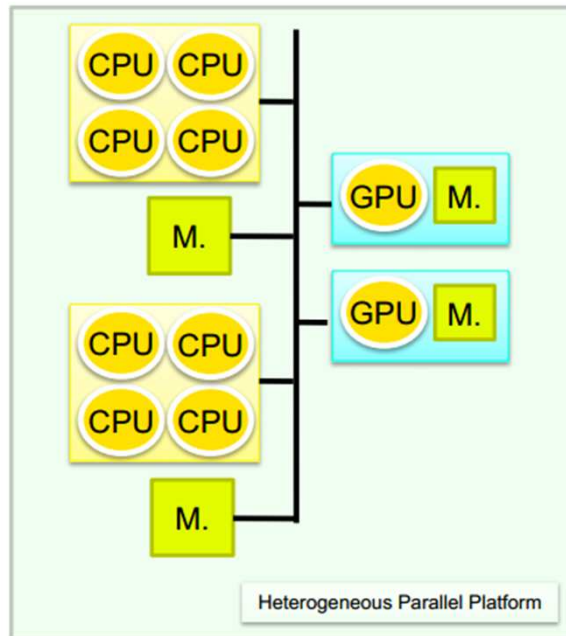 CPU CPU
CPU CPU
M.
GPU M.
GPU M.
CPU CPU
CPU CPU
M.
Heterogeneous Parallel Platform